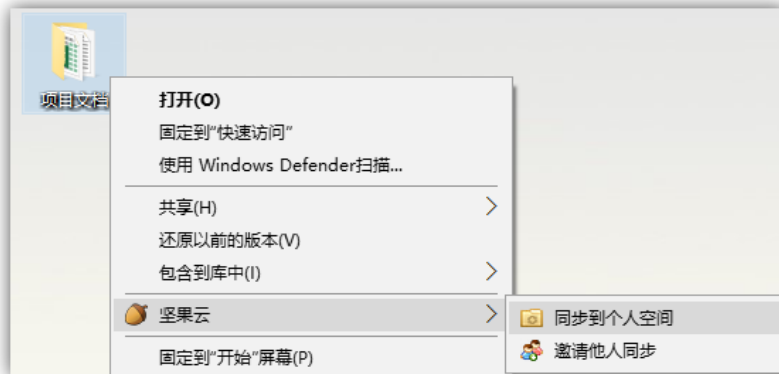 项目文档
打开(O)
固定到"快速访问"
使用 Windows Defender扫描...
共享(H)
还原以前的版本(V)
包含到库中(I)
坚果云
同步到个人空间
邀请他人同步
固定到"开始"屏幕(P)